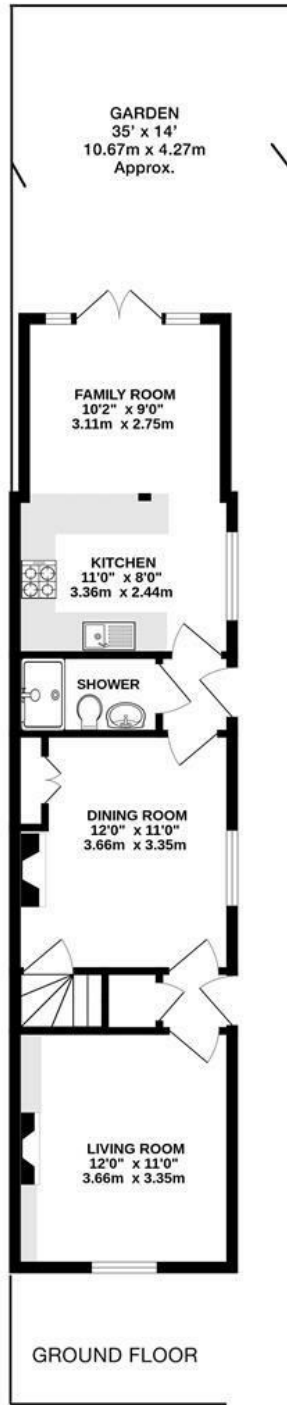 GARDEN
35' x 14'
10.67m x 4.27m
Approx.
FAMILY ROOM
10'2" x 9'0"
3.11m x 2.75m
KITCHEN
11'0" x 8'0"
3.36m x 2.44m
SHOWER
DINING ROOM
12'0" x 11'0"
3.66m x 3.35m
LIVING ROOM
12'0" x 11'0"
3.66m x 3.35m
GROUND FLOOR